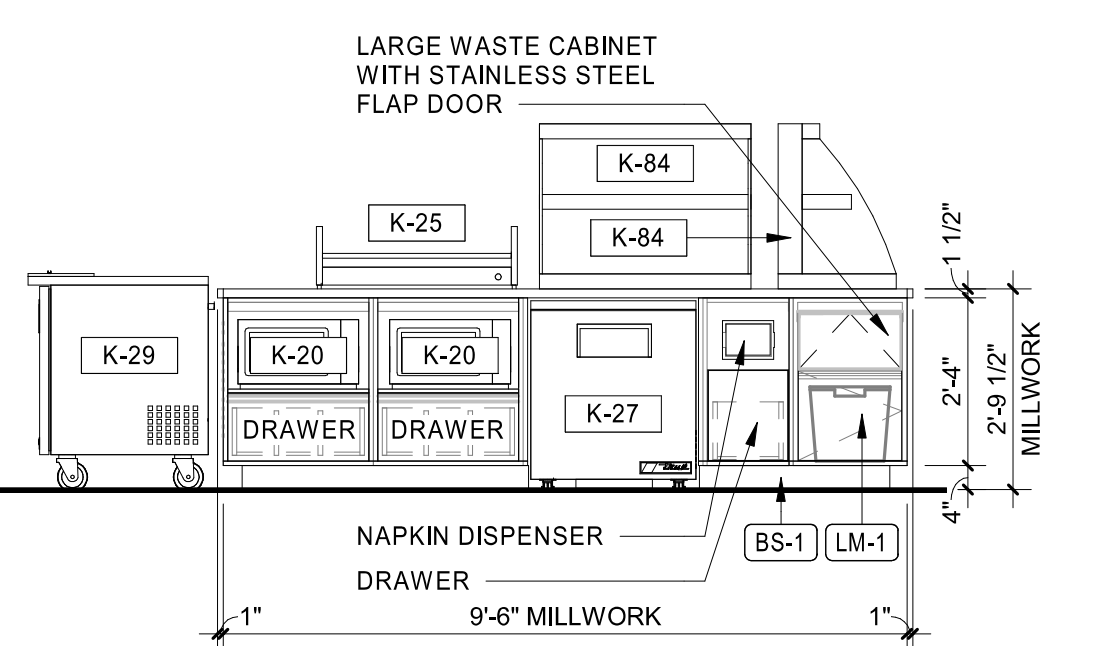 LARGE WASTE CABINET
WITH STAINLESS STEEL
FLAP DOOR
K-84
K-25
K-84
1 1/2"
K-29
K-20
K-20
2'-4"
2'-9 1/2"
MILLWORK
K-27
DRAWER
DRAWER
True
4"
NAPKIN DISPENSER
BS-1
LM-1
DRAWER
1"
9'-6" MILLWORK
1"